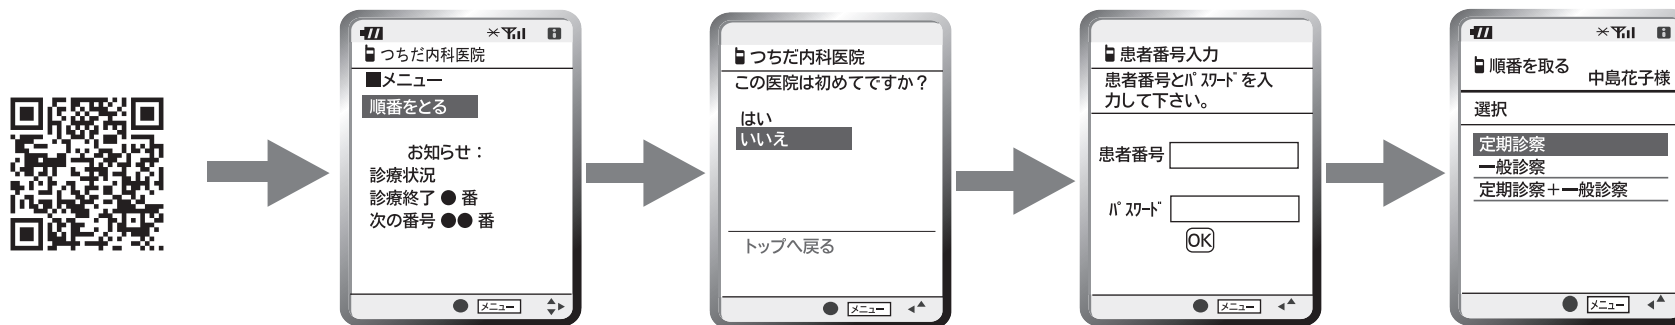 つちだ内科医院
■メニュー
順番をとる
お知らせ：
診療状況
診療終了 ● 番
次の番号 ●● 番
メニュー
つちだ内科医院
この医院は初めてですか？
はい
いいえ
トップへ戻る
メニュー
患者番号入力
患者番号とﾊﾟｽﾜｰﾄﾞを入
力して下さい。
患者番号
ﾊﾟｽﾜｰﾄﾞ
OK
メニュー
順番を取る
中島花子様
選択
定期診察
一般診察
定期診察＋一般診察
メニュー